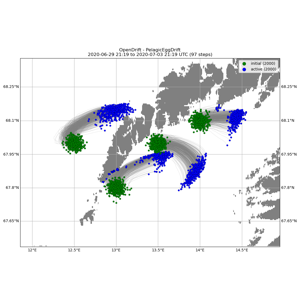 OpenDrift - PelagicEggDrift
2020-06-29 21:19 to 2020-07-03 21:19 UTC (97 steps)
initial (2000)
active (2000)
68.25°N
68.25°N
68.1°N
68.1°N
67.95°N
67.95°N
67.8°N
67.8°N
67.65°N
67.65°N
12°E
12.5°E
13°E
13.5°E
14°E
14.5°E